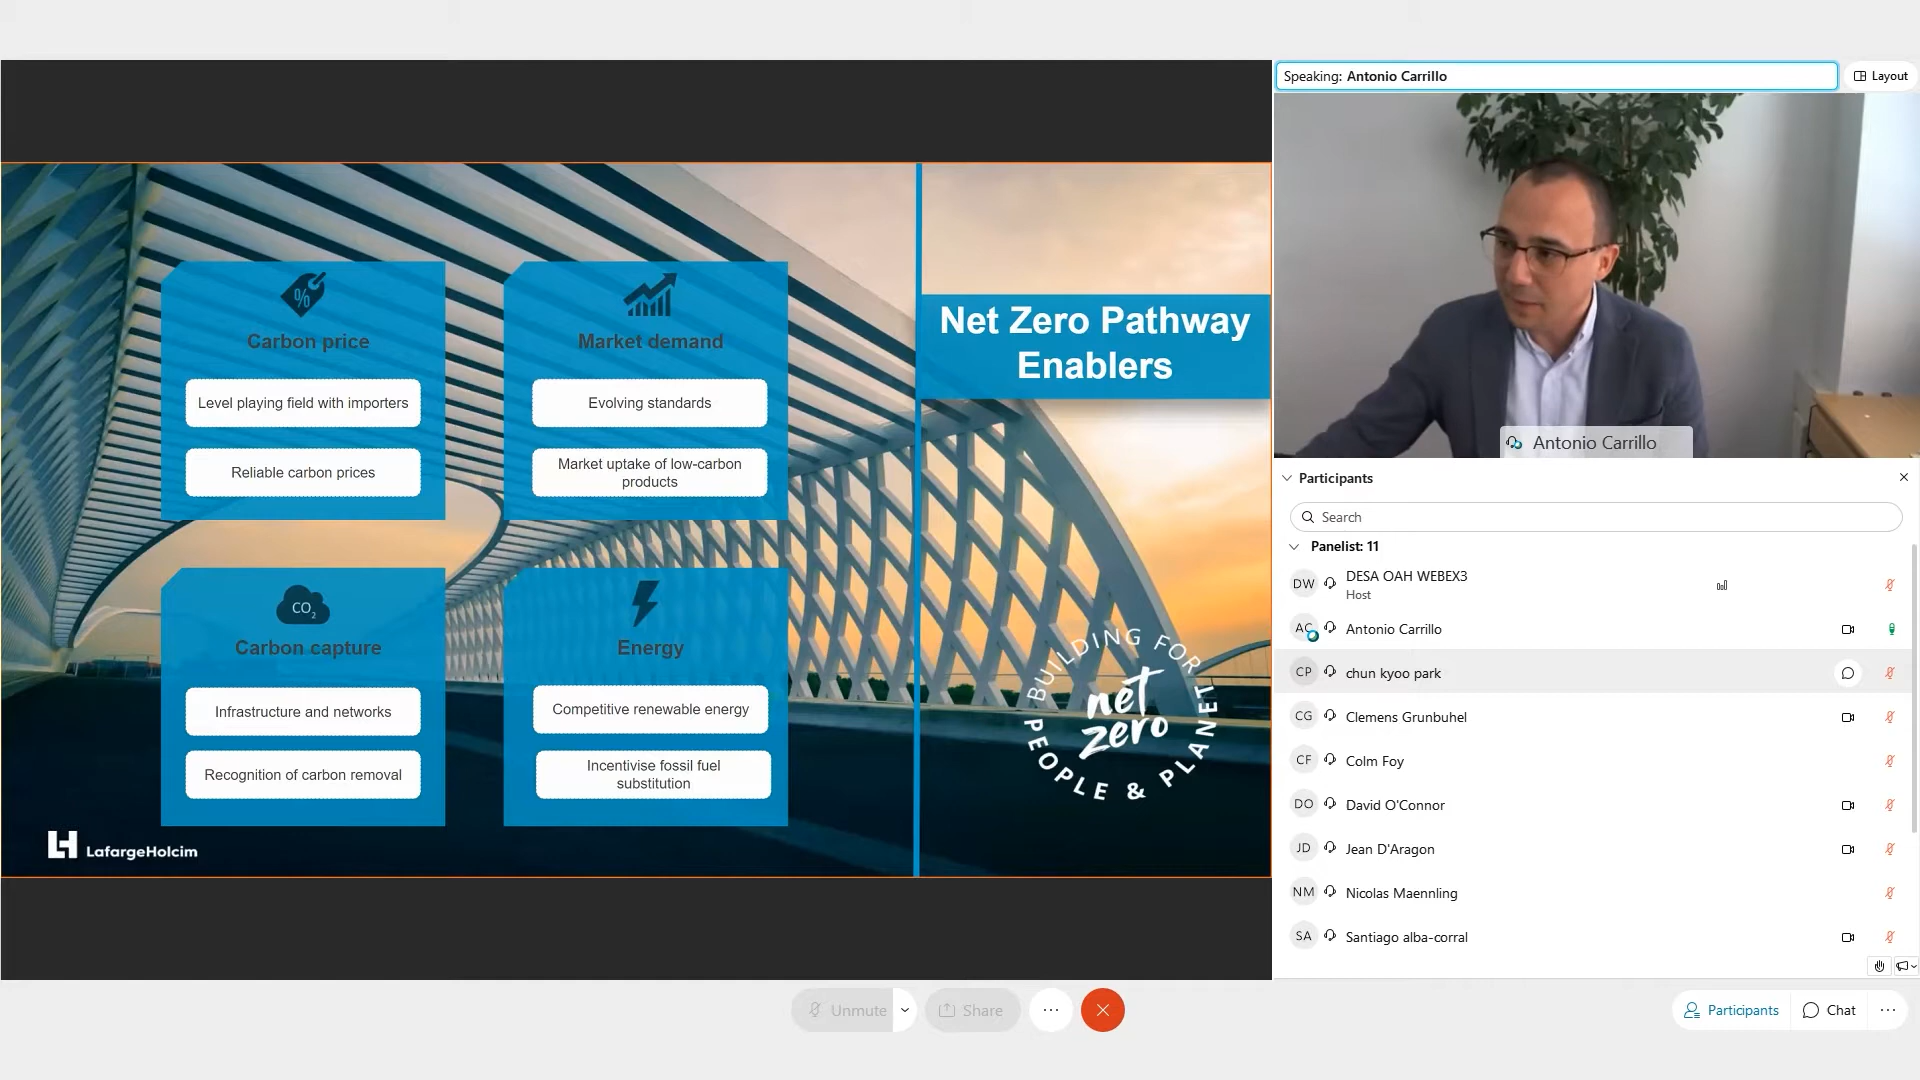 Speaking: Antonio Carrillo
Layout
%
Carbon price
Level playing field with importers
Reliable carbon prices
Market demand
Evolving standards
Market uptake of low-carbon
products
CO2
Carbon capture
Infrastructure and networks
Recognition of carbon removal
Energy
Competitive renewable energy
Incentivise fossil fuel
substitution
Net Zero Pathway
Enablers
BUILDING FOR
net
zero
PEOPLE & PLANET
LafargeHolcim
Antonio Carrillo
Participants
Search
Panelist: 11
DW
DESA OAH WEBEX3
Host
AC
Antonio Carrillo
CP
chun kyoo park
CG
Clemens Grunbuhel
CF
Colm Foy
DO
David O'Connor
JD
Jean D'Aragon
NM
Nicolas Maennling
SA
Santiago alba-corral
Unmute
Share
Participants
Chat